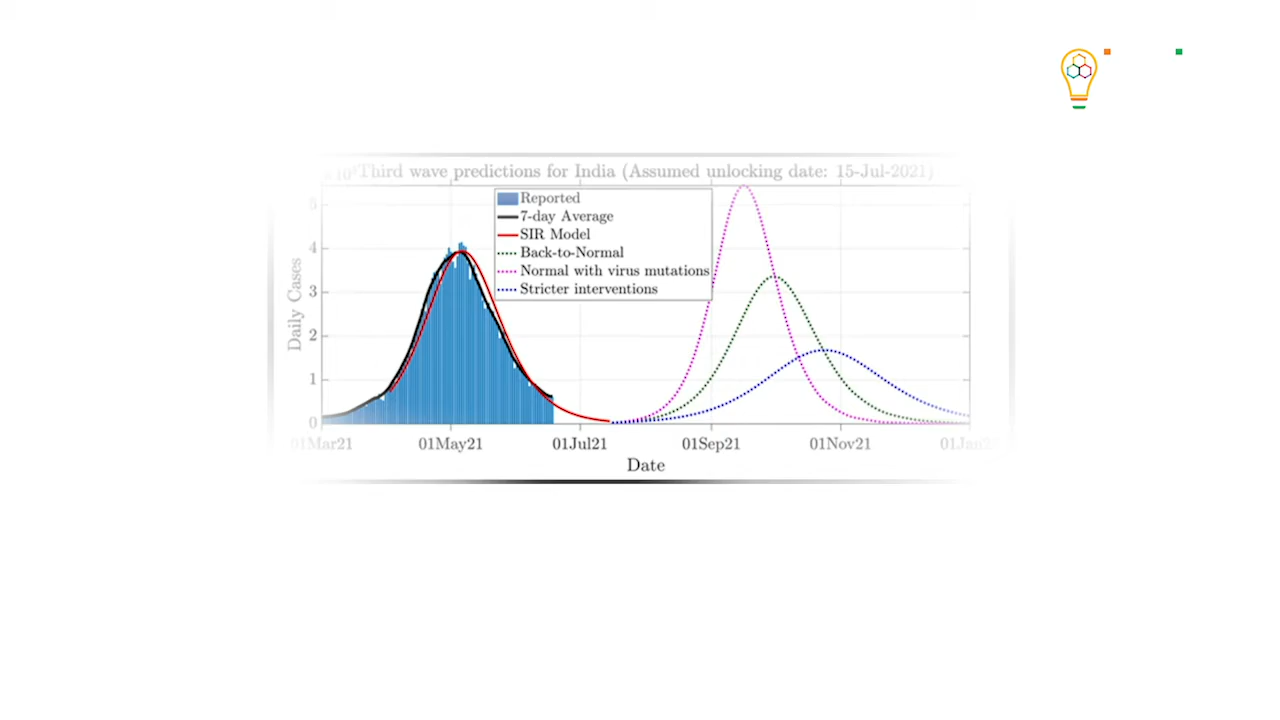 Third wave predictions for India (Assumed unlocking date: 15-Jul-2021)
Reported
7-day Average
SIR Model
Back-to-Normal
Normal with virus mutations
Stricter interventions
Daily Cases
5
4
3
2
1
0
01Mar21 01May21 01Jul21 01Sep21 01Nov21
Date